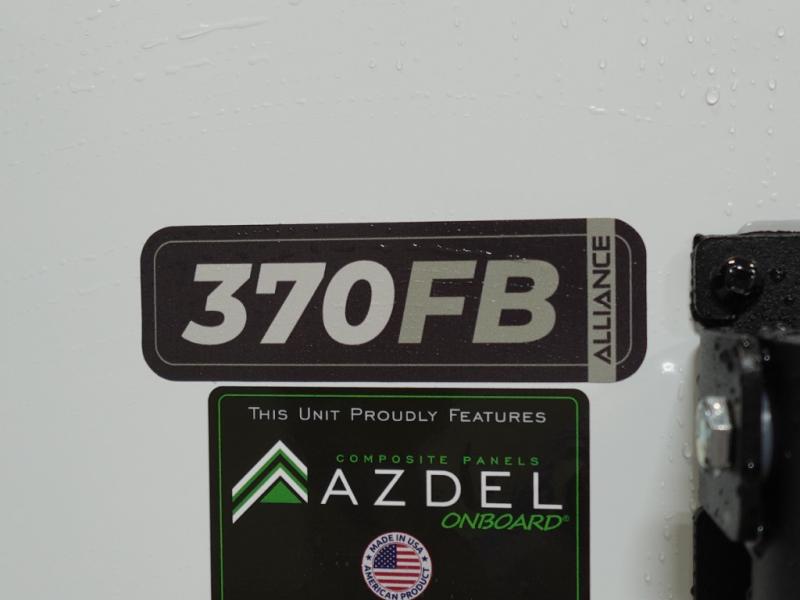 370FB
ALLIANCE
THIS UNIT PROUDLY FEATURES
COMPOSITE PANELS
AZDEL
ONBOARD®
MADE IN USA
AMERICAN PRODUCT